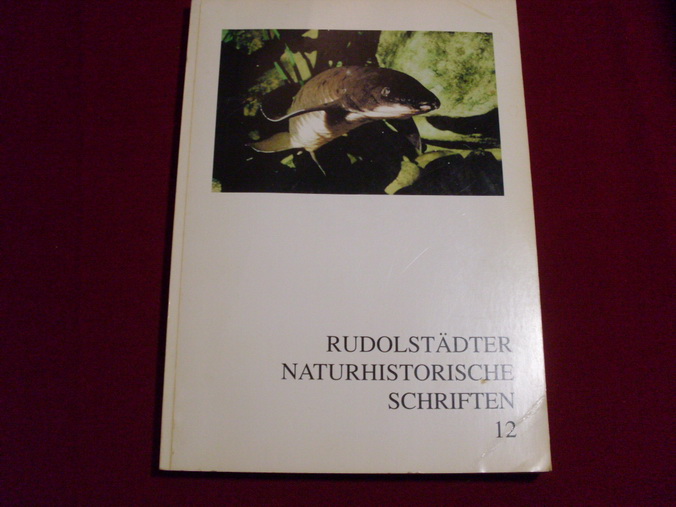 RUDOLSTÄDTER
NATURHISTORISCHE
SCHRIFTEN
12